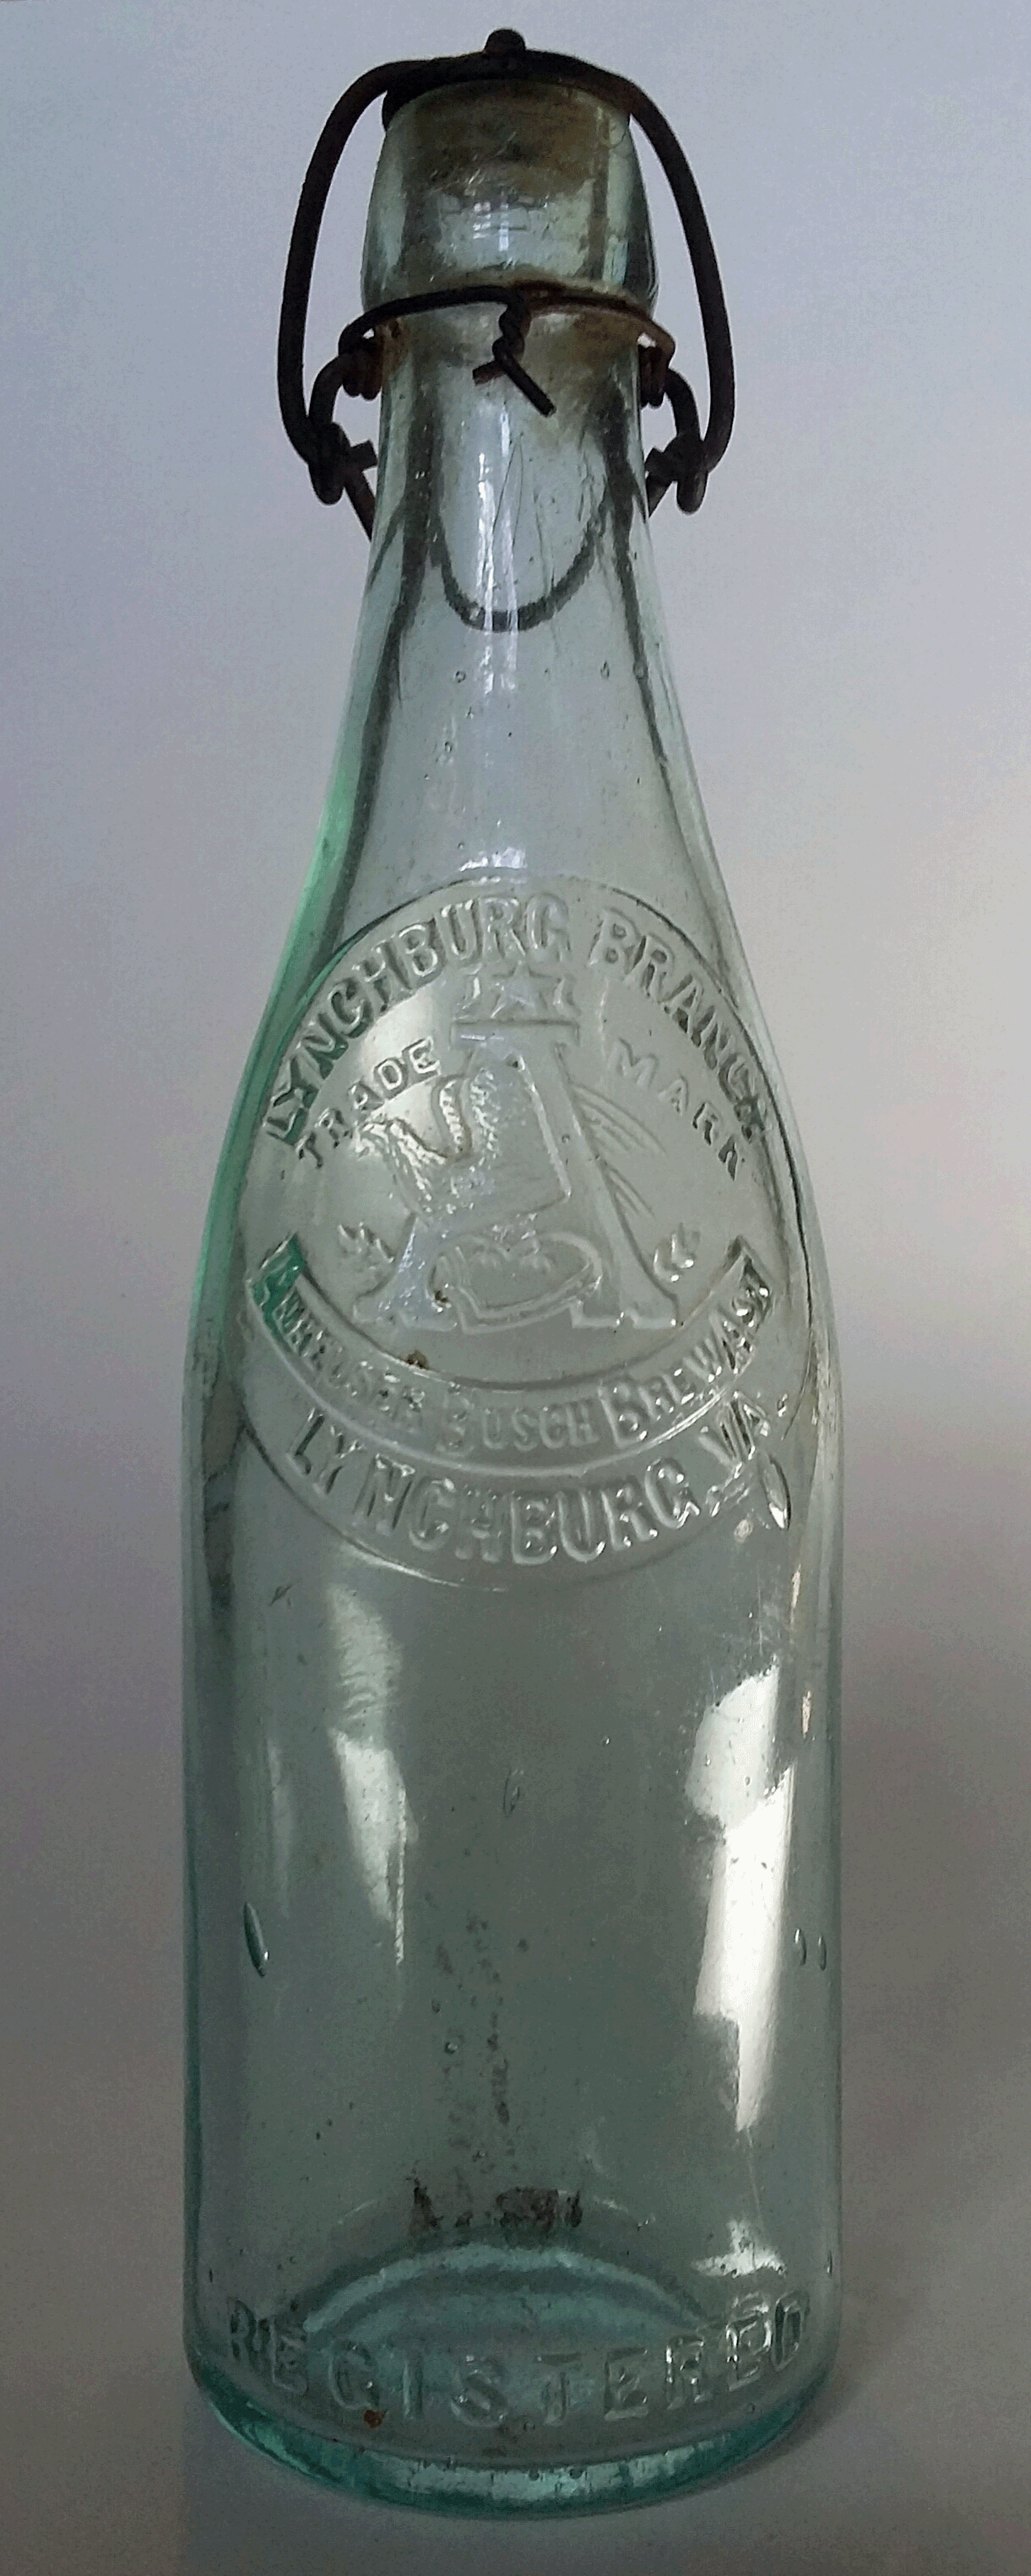 LYNCHBURG BRANCH
TRADE MARK
A
ANHEUSER BUSCH BREW. ASS'N
LYNCHBURG, VA.
REGISTERED